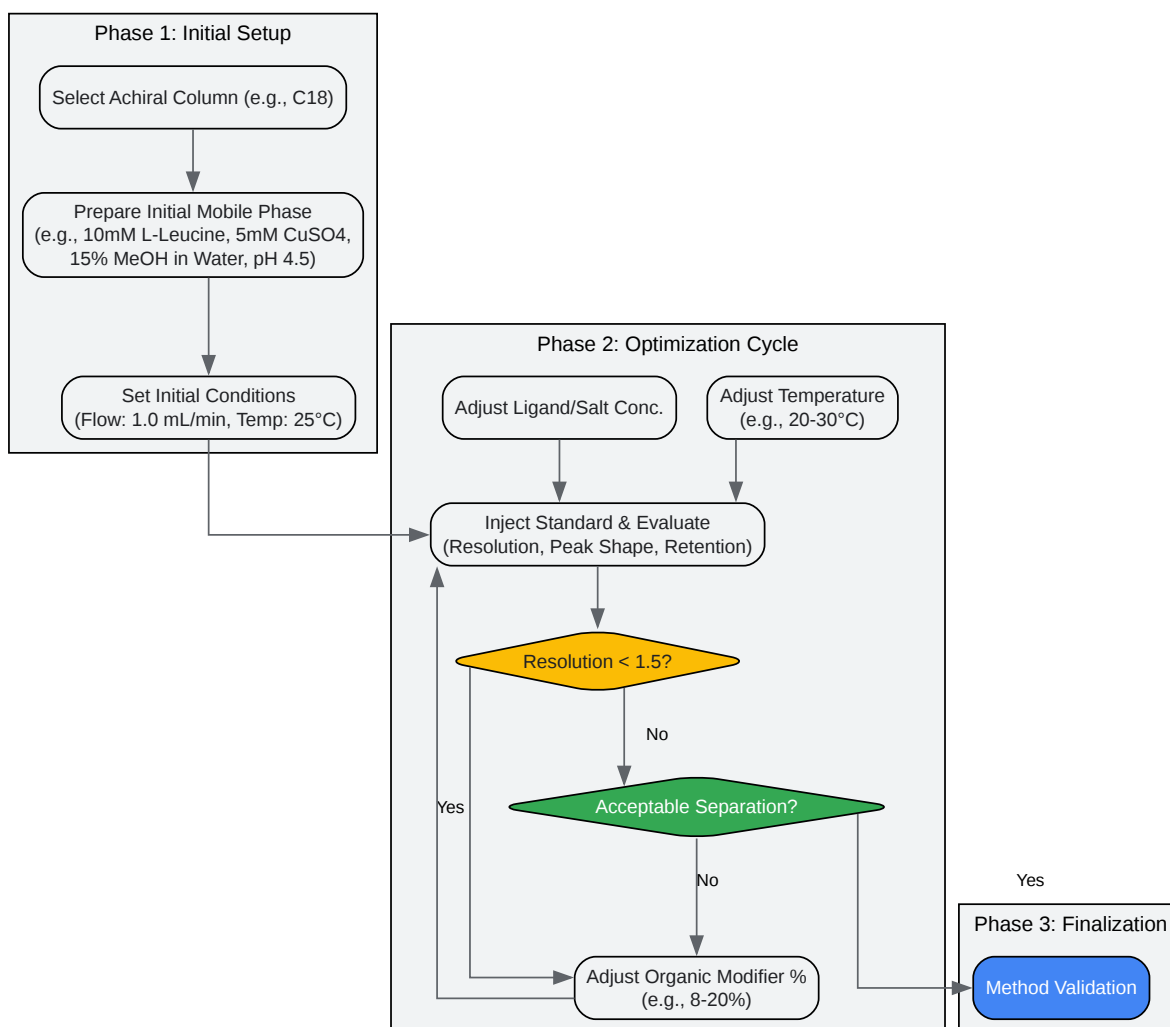 Phase 1: Initial Setup
Select Achiral Column (e.g., C18)
Prepare Initial Mobile Phase
(e.g., 10mM L-Leucine, 5mM CuSO4,
15% MeOH in Water, pH 4.5)
Set Initial Conditions
(Flow: 1.0 mL/min, Temp: 25°C)
Phase 2: Optimization Cycle
Adjust Ligand/Salt Conc.
Adjust Temperature
(e.g., 20-30°C)
Inject Standard & Evaluate
(Resolution, Peak Shape, Retention)
Resolution < 1.5?
No
Yes
Acceptable Separation?
No
Yes
Adjust Organic Modifier %
(e.g., 8-20%)
Phase 3: Finalization
Method Validation